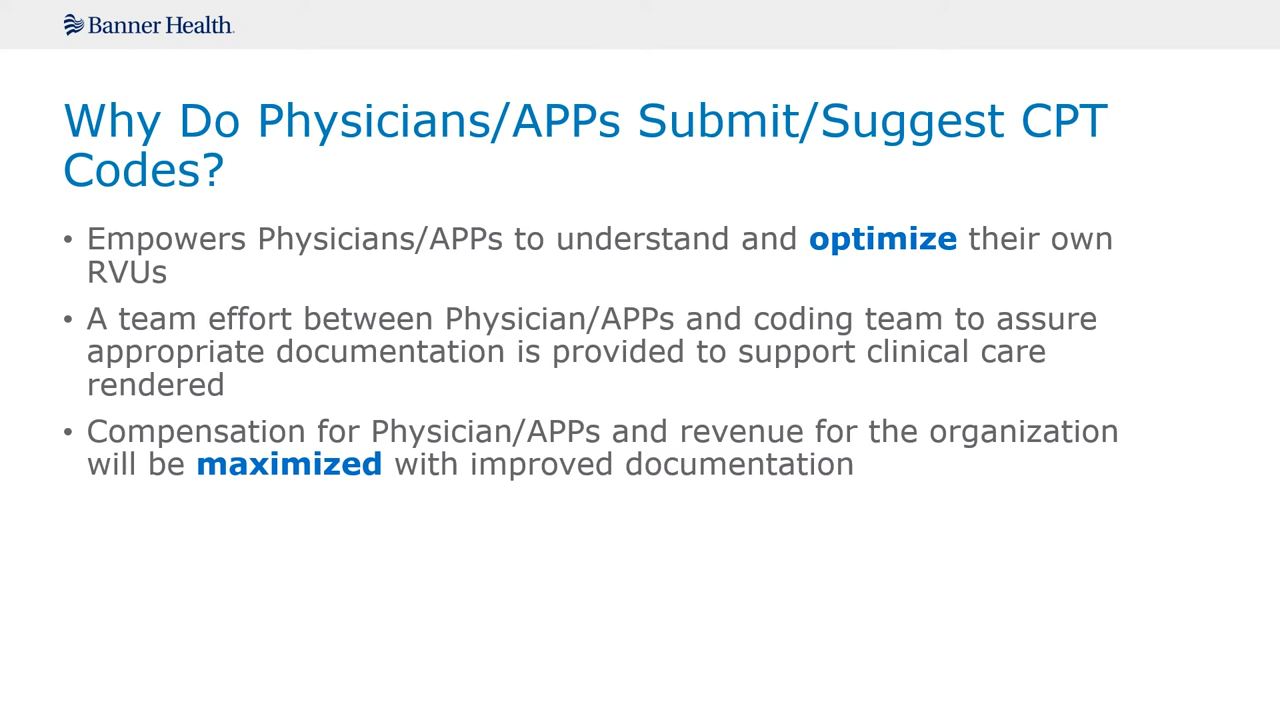 Banner Health
Why Do Physicians/APPs Submit/Suggest CPT
Codes?
• Empowers Physicians/APPs to understand and optimize their own
RVUs
• A team effort between Physician/APPs and coding team to assure
appropriate documentation is provided to support clinical care
rendered
• Compensation for Physician/APPs and revenue for the organization
will be maximized with improved documentation